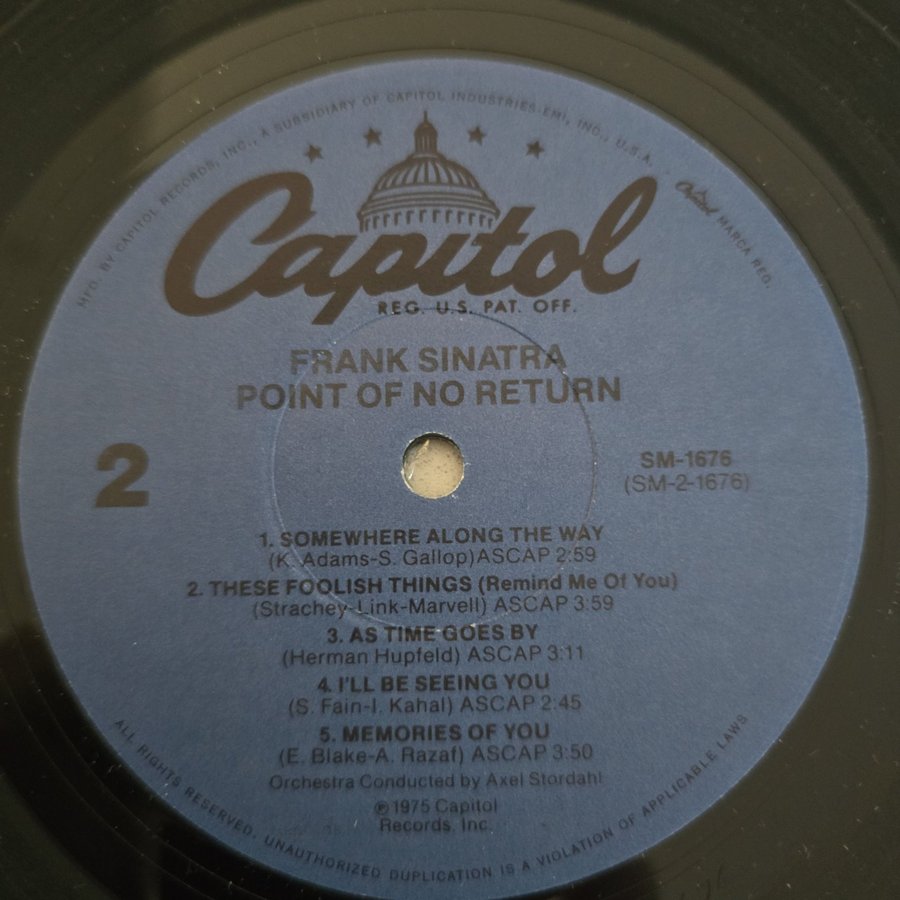 MFD. BY CAPITOL RECORDS, INC., A SUBSIDIARY OF CAPITOL INDUSTRIES-EMI, INC., U.S.A.
Capitol MARCA REG.
Capitol
REG. U.S. PAT. OFF.
FRANK SINATRA
POINT OF NO RETURN
2
SM-1676
(SM-2-1676)
1. SOMEWHERE ALONG THE WAY
(K. Adams-S. Gallop)ASCAP 2:59
2. THESE FOOLISH THINGS (Remind Me Of You)
(Strachey-Link-Marvell) ASCAP 3:59
3. AS TIME GOES BY
(Herman Hupfeld) ASCAP 3:11
4. I'LL BE SEEING YOU
(S. Fain-I. Kahal) ASCAP 2:45
5. MEMORIES OF YOU
(E. Blake-A. Razaf) ASCAP 3:50
Orchestra Conducted by Axel Stordahl
℗1975 Capitol
Records, Inc.
ALL RIGHTS RESERVED. UNAUTHORIZED DUPLICATION IS A VIOLATION OF APPLICABLE LAWS